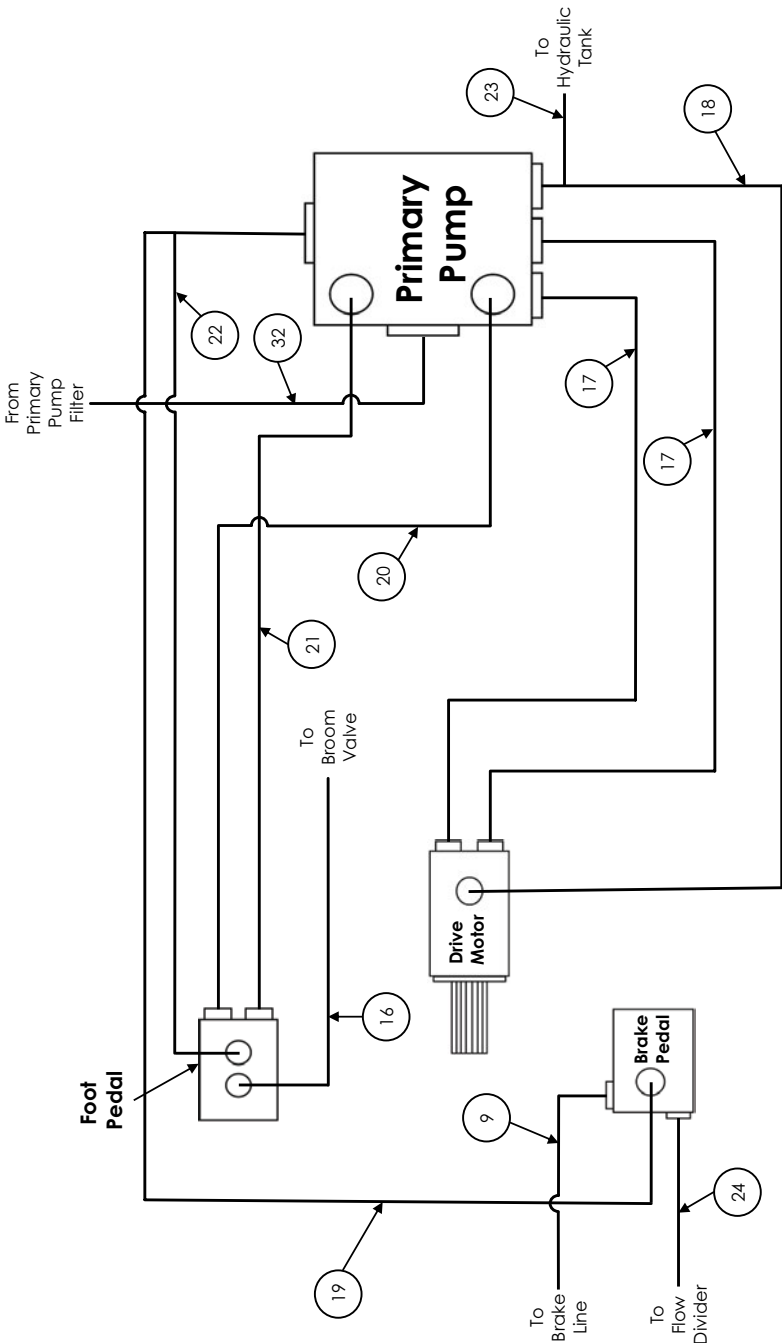 From
Primary
Pump
Filter
22
32
Primary
Pump
To
Hydraulic
Tank
23
18
17
17
20
21
To
Broom
Valve
Foot
Pedal
16
Drive
Motor
Brake
Pedal
9
24
19
To
Brake
Line
To
Flow
Divider